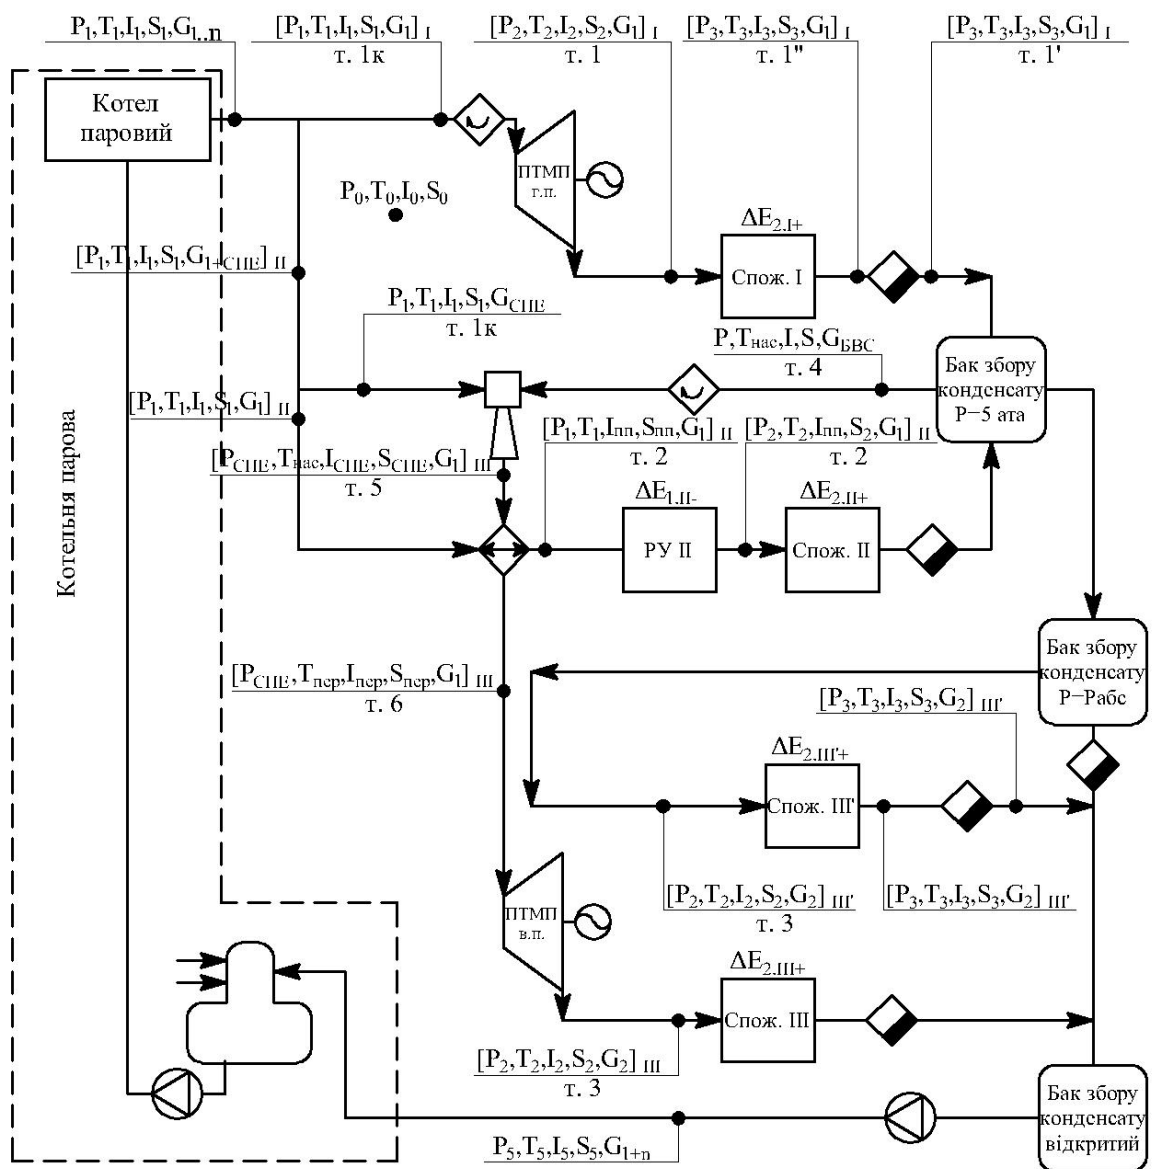 P₁,T₁,I₁,S₁,G₁..n
[P₁,T₁,I₁,S₁,G₁] I
т. 1к
[P₂,T₂,I₂,S₂,G₁] I
т. 1
[P₃,T₃,I₃,S₃,G₁] I
т. 1"
[P₃,T₃,I₃,S₃,G₁] I
т. 1'
Котел
паровий
ПТМП
г.п.
P₀,T₀,I₀,S₀
ΔE₂.I+
Спож. I
[P₁,T₁,I₁,S₁,G₁+СПЕ] II
P₁,T₁,I₁,S₁,GСПЕ
т. 1к
P,Tнас,I,S,GБВС
т. 4
Бак збору
конденсату
Р–5 ата
[P₁,T₁,I₁,S₁,G₁] II
[PСПЕ,Tнас,IСПЕ,SСПЕ,G₁] III
т. 5
[P₁,T₁,Iпп,Sпп,G₁] II
т. 2
[P₂,T₂,Iпп,S₂,G₁] II
т. 2
ΔE₁.II-
РУ II
ΔE₂.II+
Спож. II
Котельня парова
[PСПЕ,Tпер,Iпер,Sпер,G₁] III
т. 6
Бак збору
конденсату
Р–Рабс
[P₃,T₃,I₃,S₃,G₂] III'
ΔE₂.III'+
Спож. III'
[P₂,T₂,I₂,S₂,G₂] III'
т. 3
[P₃,T₃,I₃,S₃,G₂] III'
ПТМП
в.п.
ΔE₂.III+
Спож. III
[P₂,T₂,I₂,S₂,G₂] III
т. 3
Бак збору
конденсату
відкритий
P₅,T₅,I₅,S₅,G₁+n